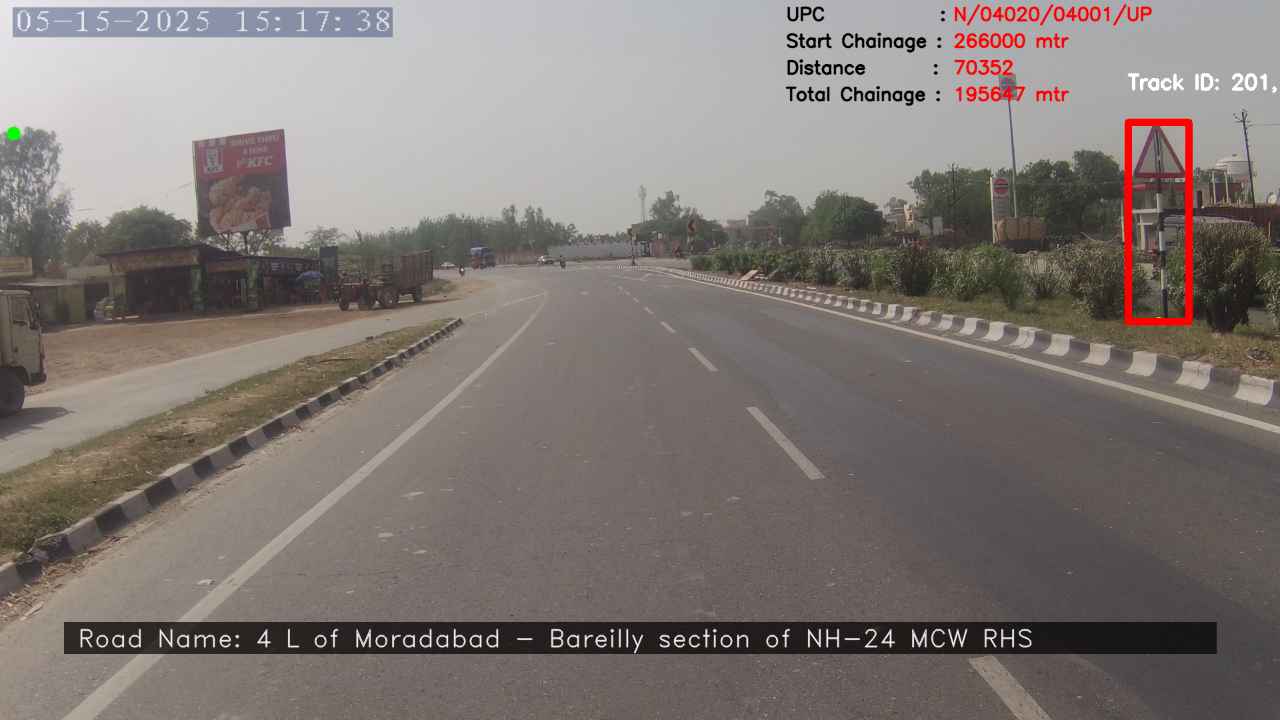 05-15-2025 15:17:38
UPC : N/04020/04001/UP
Start Chainage : 266000 mtr
Distance : 70352
Total Chainage : 195647 mtr
Track ID: 201,
KFC
Road Name: 4 L of Moradabad - Bareilly section of NH-24 MCW RHS